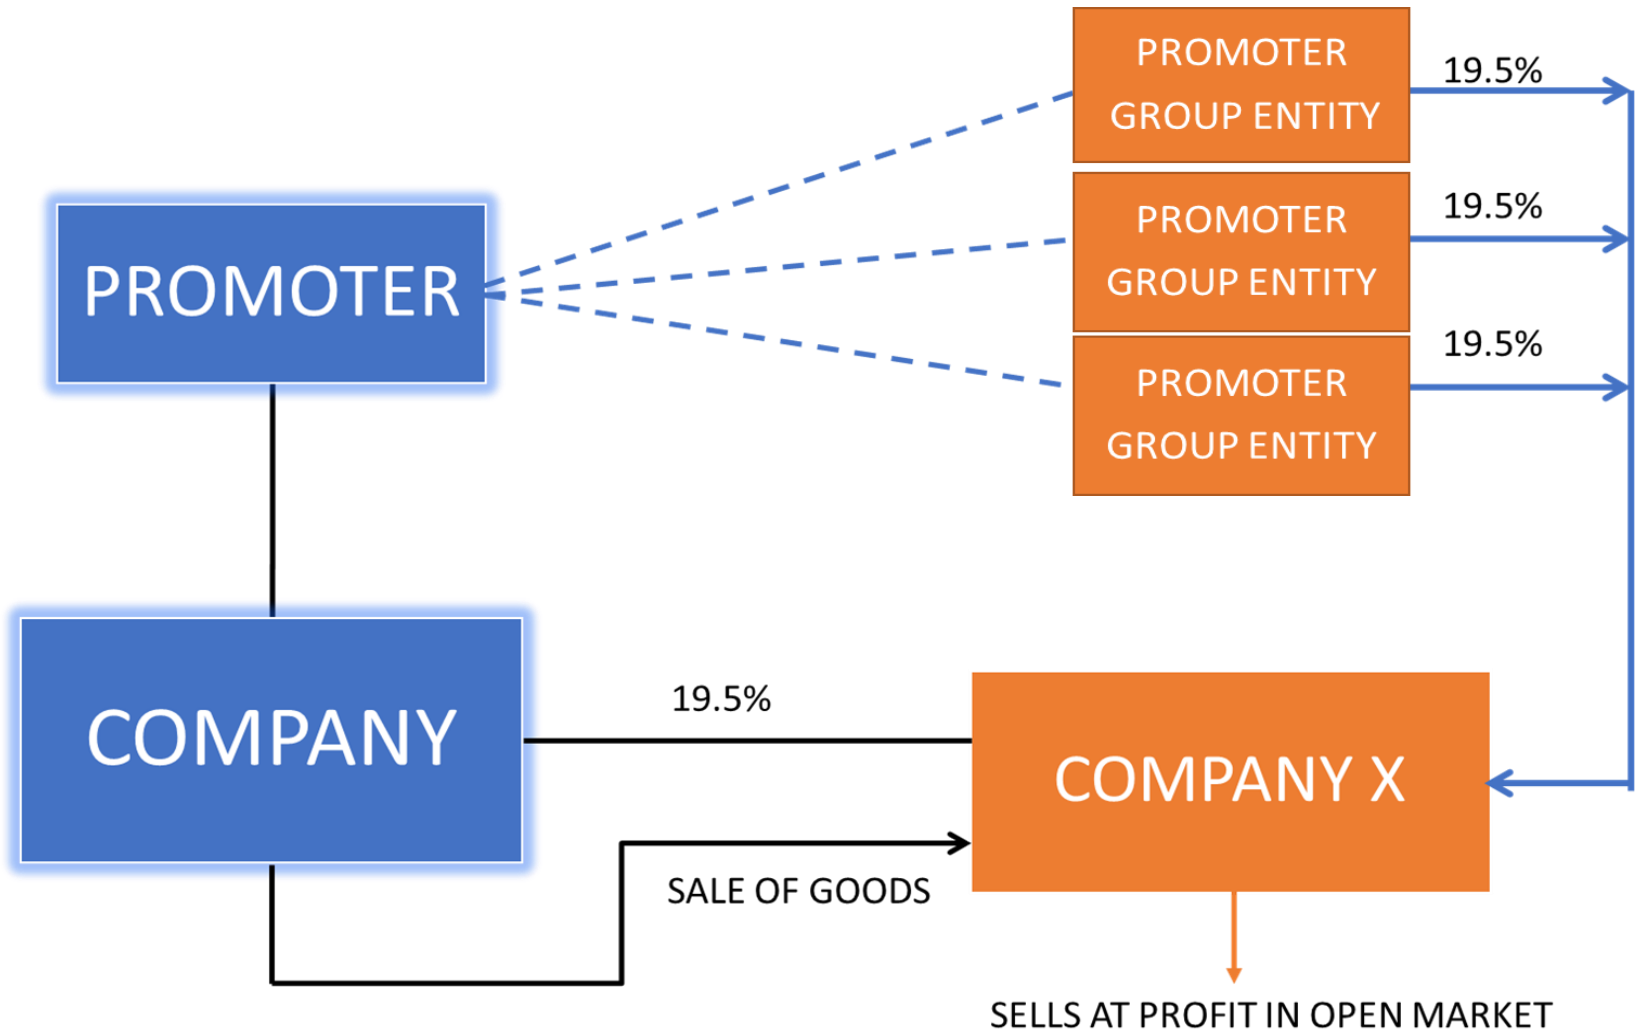 PROMOTER
GROUP ENTITY
19.5%
PROMOTER
GROUP ENTITY
19.5%
PROMOTER
GROUP ENTITY
19.5%
PROMOTER
COMPANY
19.5%
COMPANY X
SALE OF GOODS
SELLS AT PROFIT IN OPEN MARKET